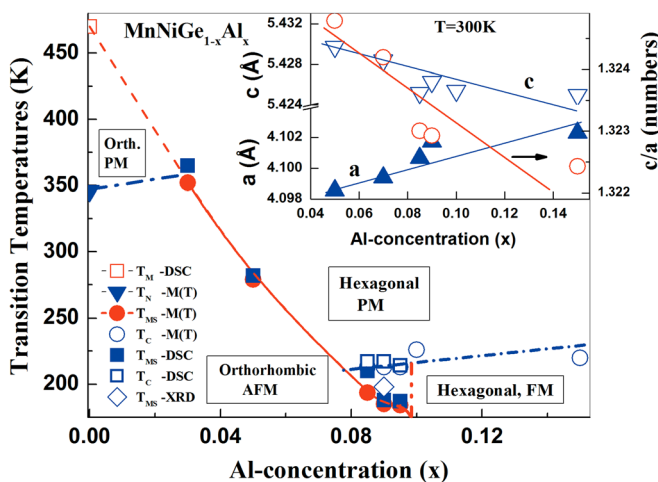 MnNiGe1-xAlx
T=300K
Transition Temperatures (K)
450
400
350
300
250
200
0.00
0.04
0.08
0.12
Al-concentration (x)
Orth.
PM
Hexagonal
PM
Orthorhombic
AFM
Hexagonal, FM
TM -DSC
TN -M(T)
TMS -M(T)
TC -M(T)
TMS -DSC
TC -DSC
TMS -XRD
c (Å)
5.432
5.428
5.424
a (Å)
4.102
4.100
4.098
c
a
c/a (numbers)
1.324
1.323
1.322
0.04
0.06
0.08
0.10
0.12
0.14
Al-concentration (x)